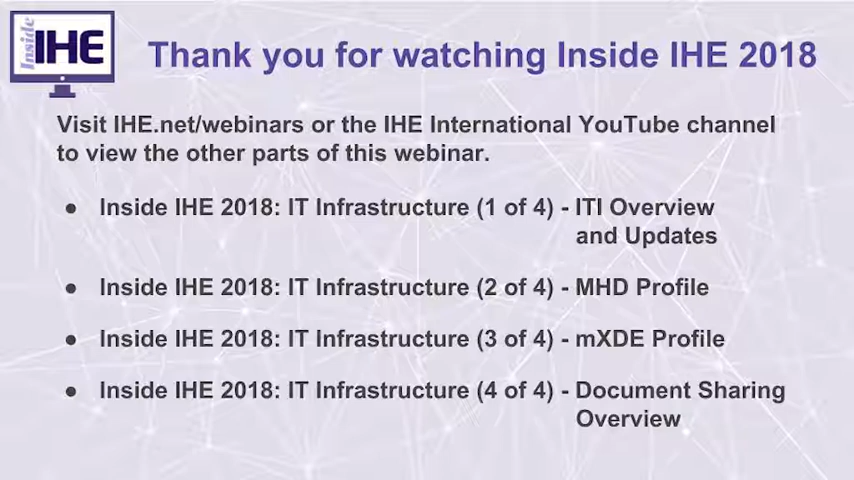 Inside IHE
Thank you for watching Inside IHE 2018
Visit IHE.net/webinars or the IHE International YouTube channel
to view the other parts of this webinar.
● Inside IHE 2018: IT Infrastructure (1 of 4) - ITI Overview
and Updates
● Inside IHE 2018: IT Infrastructure (2 of 4) - MHD Profile
● Inside IHE 2018: IT Infrastructure (3 of 4) - mXDE Profile
● Inside IHE 2018: IT Infrastructure (4 of 4) - Document Sharing
Overview